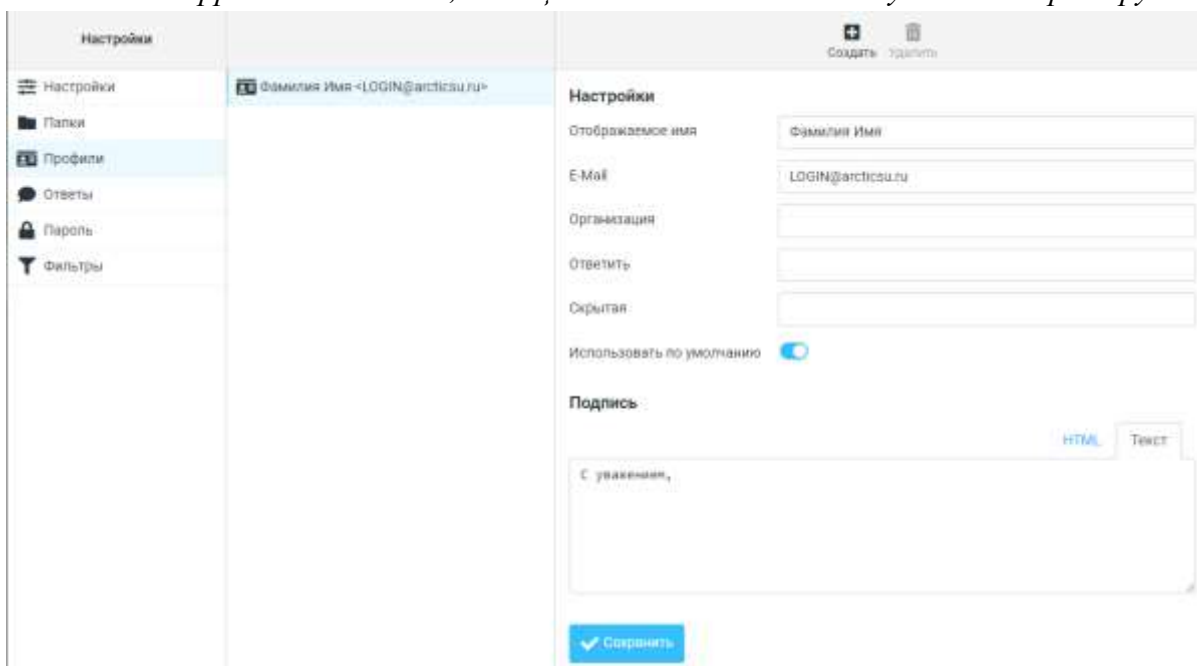 Настройки
Создать Удалить
Настройки
Папки
Профили
Ответы
Пароль
Фильтры
Фамилия Имя <LOGIN@arcticsu.ru>
Настройки
Отображаемое имя
Фамилия Имя
E-Mail
LOGIN@arcticsu.ru
Организация
Ответить
Скрытая
Использовать по умолчанию
Подпись
HTML Текст
С уважением,
Сохранить